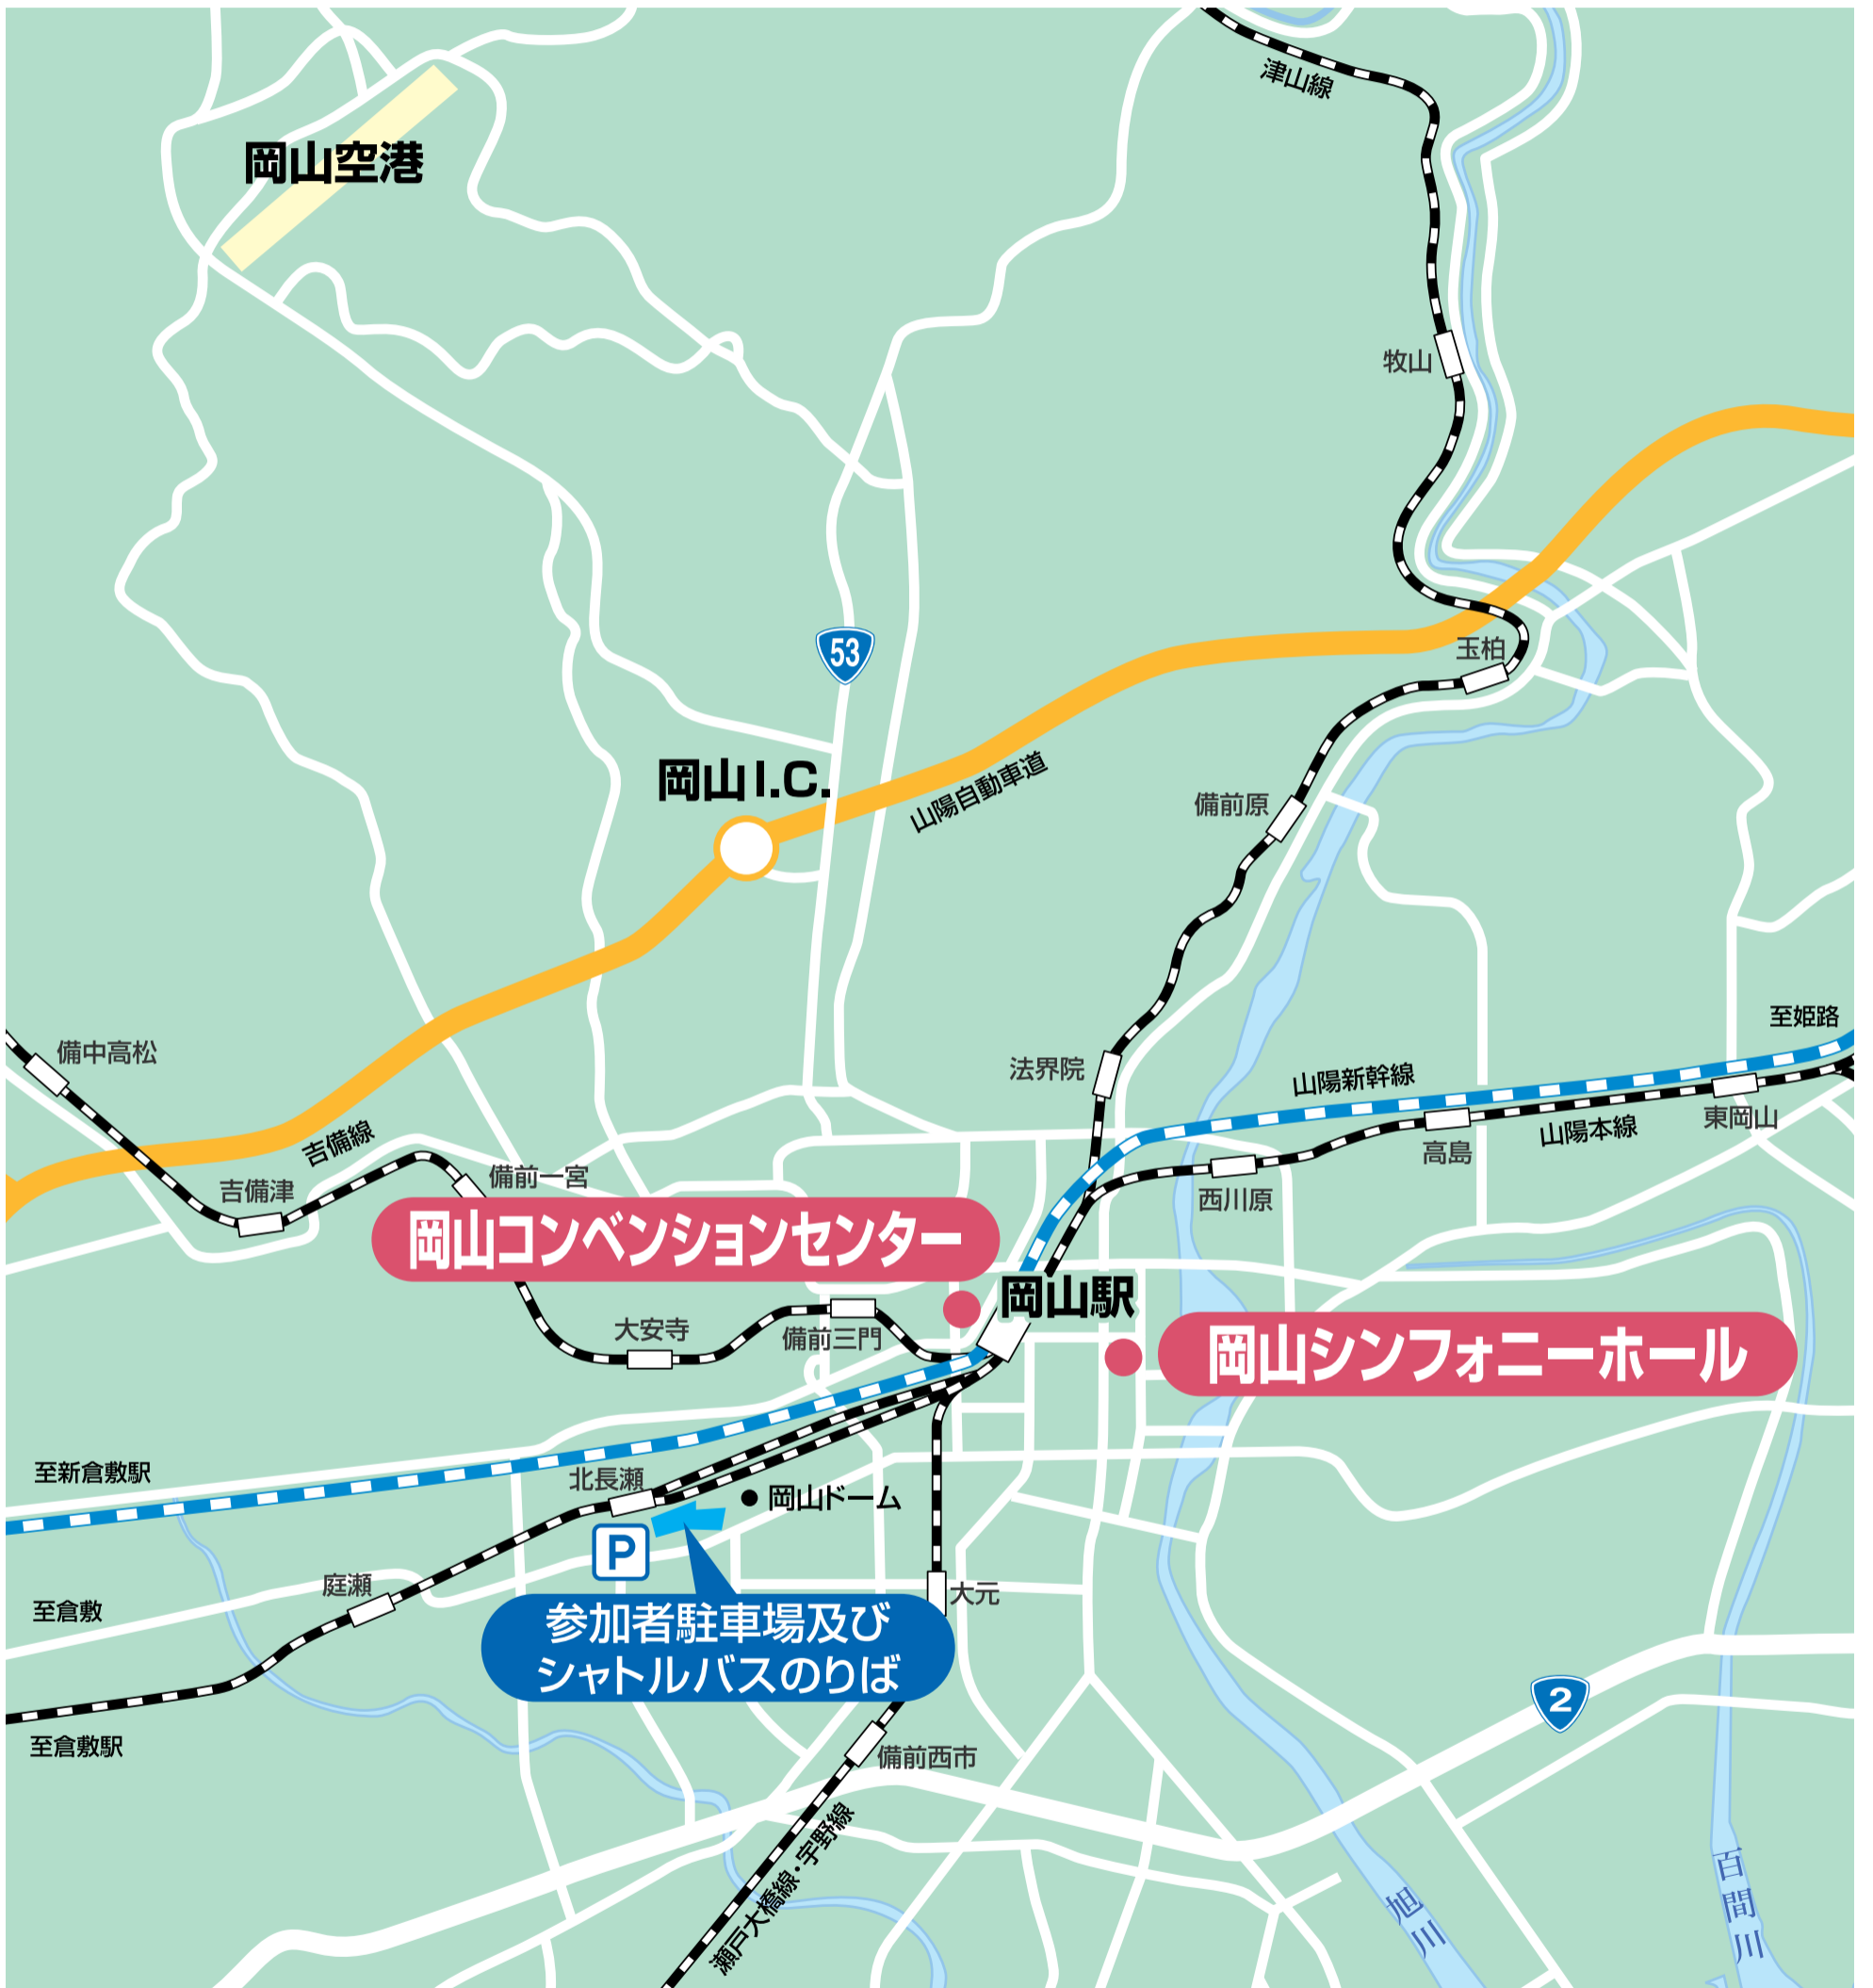 津山線
岡山空港
牧山
53
玉柏
岡山I.C.
山陽自動車道
備前原
至姫路
備中高松
法界院
山陽新幹線
東岡山
山陽本線
高島
吉備線
備前一宮
吉備津
西川原
岡山コンベンションセンター
岡山駅
大安寺
備前三門
岡山シンフォニーホール
至新倉敷駅
北長瀬
岡山ドーム
P
庭瀬
大元
至倉敷
参加者駐車場及び
シャトルバスのりば
2
至倉敷駅
備前西市
瀬戸大橋線・宇野線
百間川
旭川